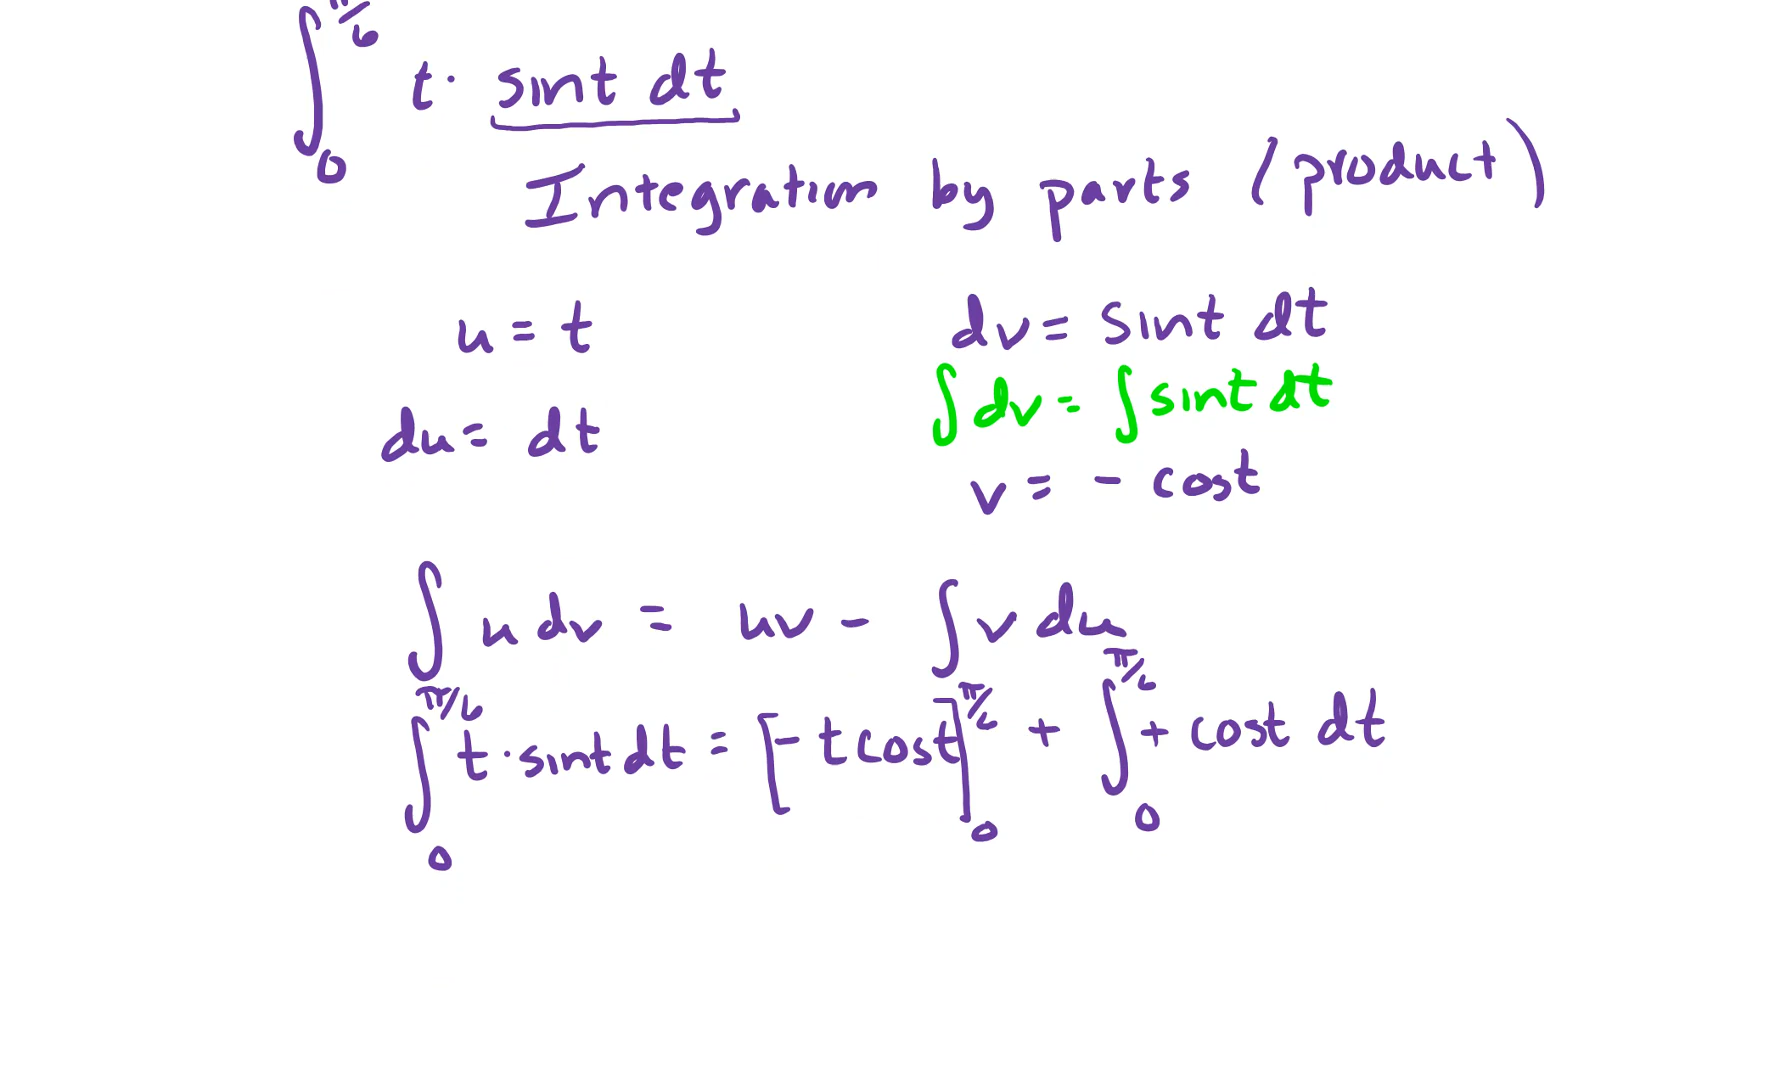 ∫₀^π/6 t · sint dt
Integration by parts (product)
u = t
dv = sint dt
∫dv = ∫sint dt
du = dt
v = - cost
∫ u dv = uv - ∫ v du
∫₀^π/6 t · sint dt = [- t cost]₀^π/6 + ∫₀^π/6 + cost dt